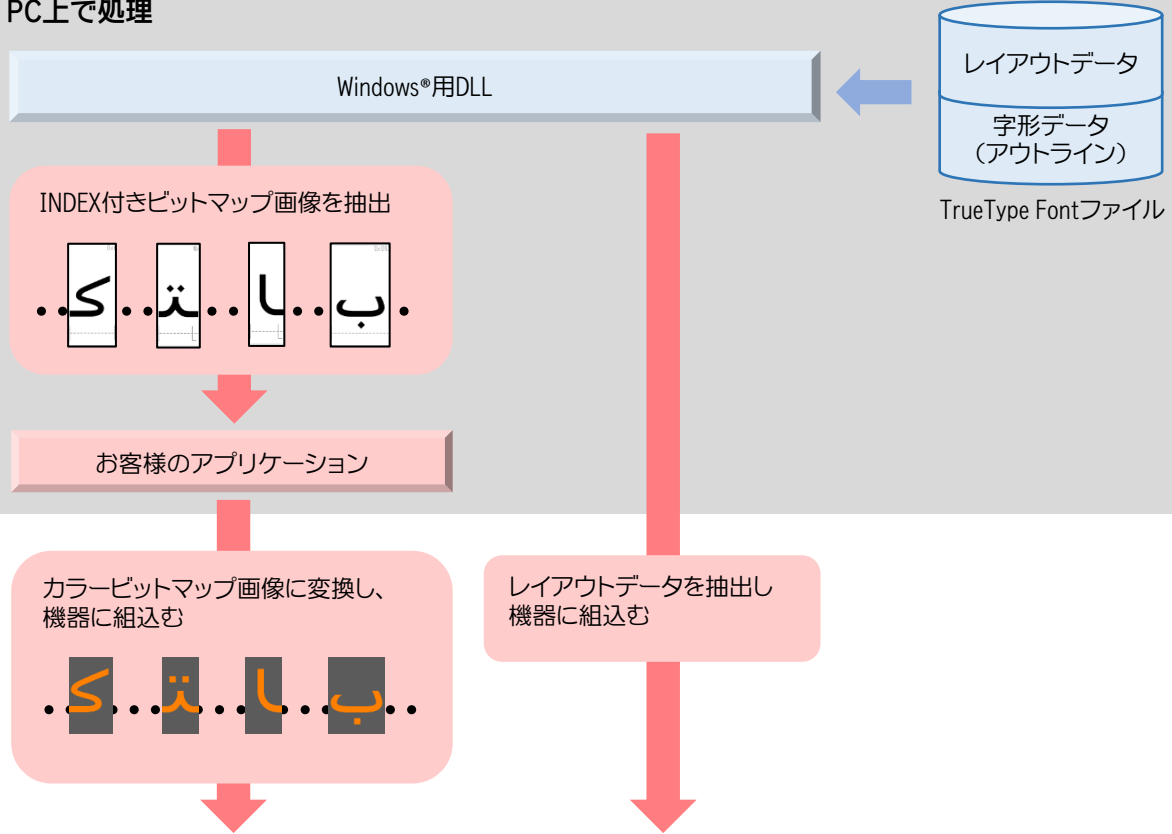 PC上で処理
Windows®用DLL
レイアウトデータ
字形データ
（アウトライン）
TrueType Fontファイル
INDEX付きビットマップ画像を抽出
ﻛ ﺘ ﺎ ﺏ
お客様のアプリケーション
カラービットマップ画像に変換し、
機器に組込む
ﻛ ﺘ ﺎ ﺏ
レイアウトデータを抽出し
機器に組込む